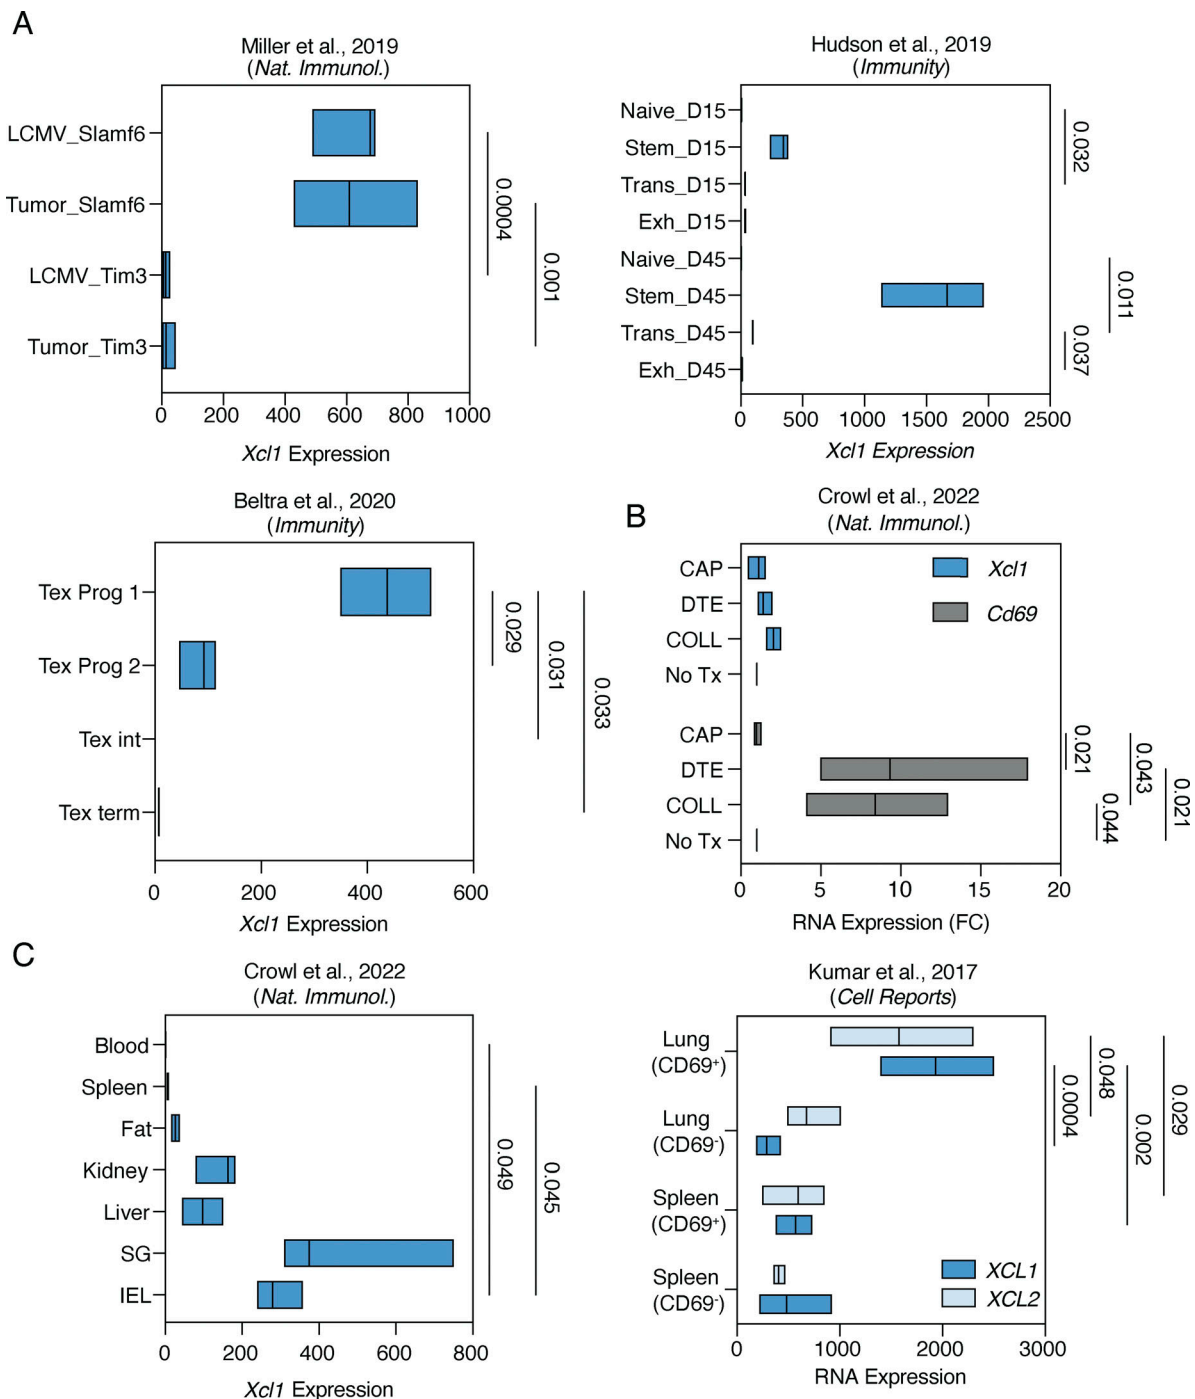 A
Miller et al., 2019
(Nat. Immunol.)
LCMV_Slamf6
Tumor_Slamf6
LCMV_Tim3
Tumor_Tim3
0.0004
0.001
0 200 400 600 800 1000
Xcl1 Expression
Hudson et al., 2019
(Immunity)
Naive_D15
Stem_D15
Trans_D15
Exh_D15
Naive_D45
Stem_D45
Trans_D45
Exh_D45
0.032
0.011
0.037
0 500 1000 1500 2000 2500
Xcl1 Expression
Beltra et al., 2020
(Immunity)
Tex Prog 1
Tex Prog 2
Tex int
Tex term
0.029
0.031
0.033
0 200 400 600
Xcl1 Expression
B
Crowl et al., 2022
(Nat. Immunol.)
CAP
DTE
COLL
No Tx
CAP
DTE
COLL
No Tx
Xcl1
Cd69
0.021
0.044
0.043
0.021
0 5 10 15 20
RNA Expression (FC)
C
Crowl et al., 2022
(Nat. Immunol.)
Blood
Spleen
Fat
Kidney
Liver
SG
IEL
0.049
0.045
0 200 400 600 800
Xcl1 Expression
Kumar et al., 2017
(Cell Reports)
Lung
(CD69⁺)
Lung
(CD69⁻)
Spleen
(CD69⁺)
Spleen
(CD69⁻)
XCL1
XCL2
0.0004
0.048
0.002
0.029
0 1000 2000 3000
RNA Expression